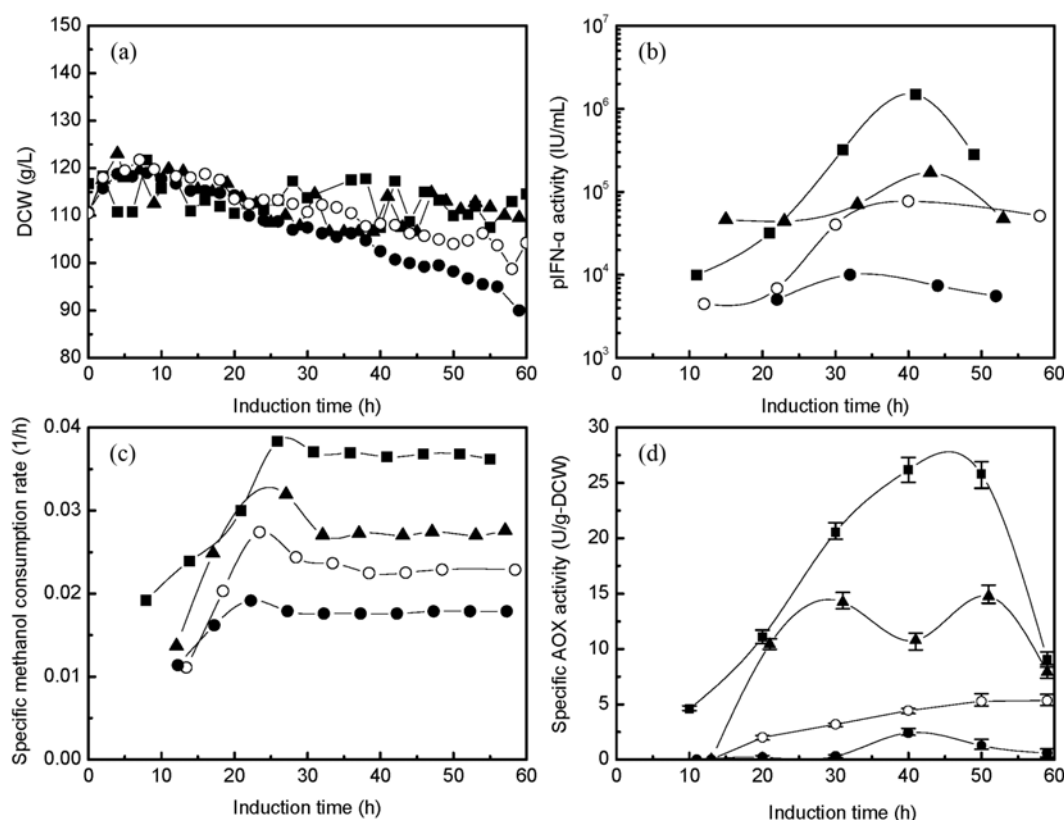 (a)
DCW (g/L)
150
140
130
120
110
100
90
80
0 10 20 30 40 50 60
Induction time (h)
(b)
pIFN-α activity (IU/mL)
10⁷
10⁶
10⁵
10⁴
10³
0 10 20 30 40 50 60
Induction time (h)
(c)
Specific methanol consumption rate (1/h)
0.04
0.03
0.02
0.01
0.00
0 10 20 30 40 50 60
Induction time (h)
(d)
Specific AOX activity (U/g-DCW)
30
25
20
15
10
5
0
0 10 20 30 40 50 60
Induction time (h)